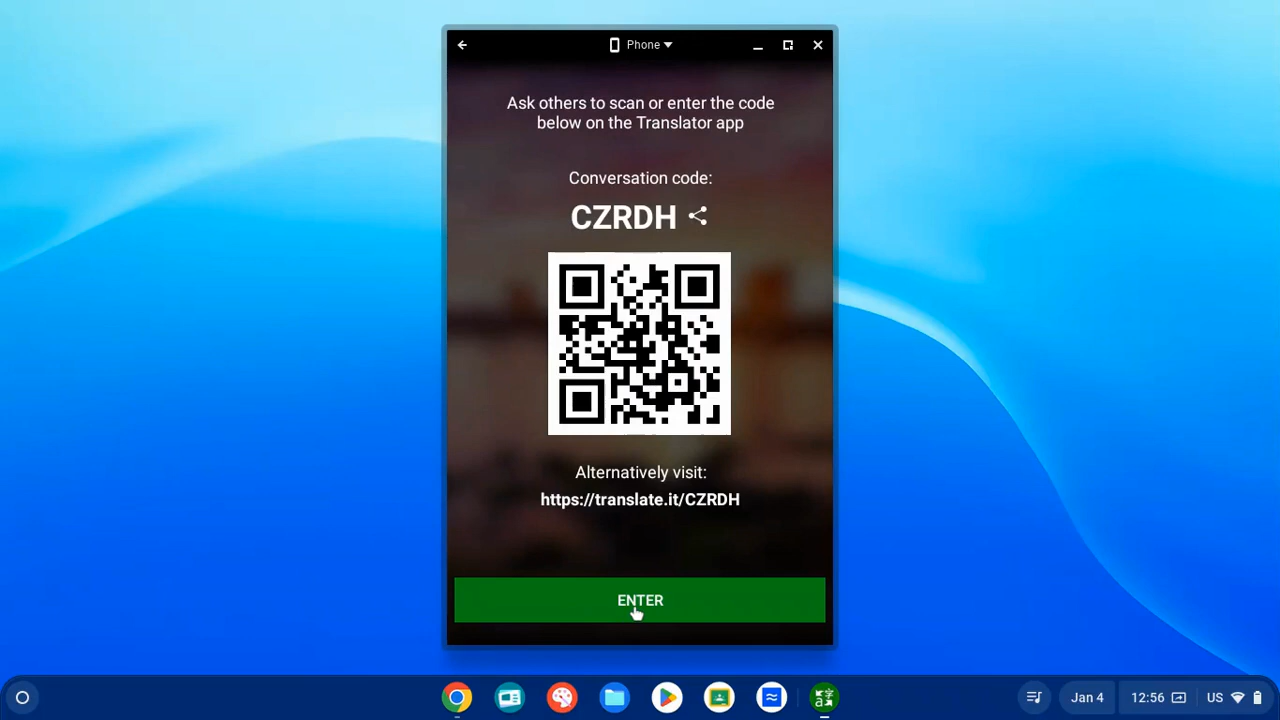 Phone
Ask others to scan or enter the code
below on the Translator app
Conversation code:
CZRDH
Alternatively visit:
https://translate.it/CZRDH
ENTER
Jan 4
12:56
US